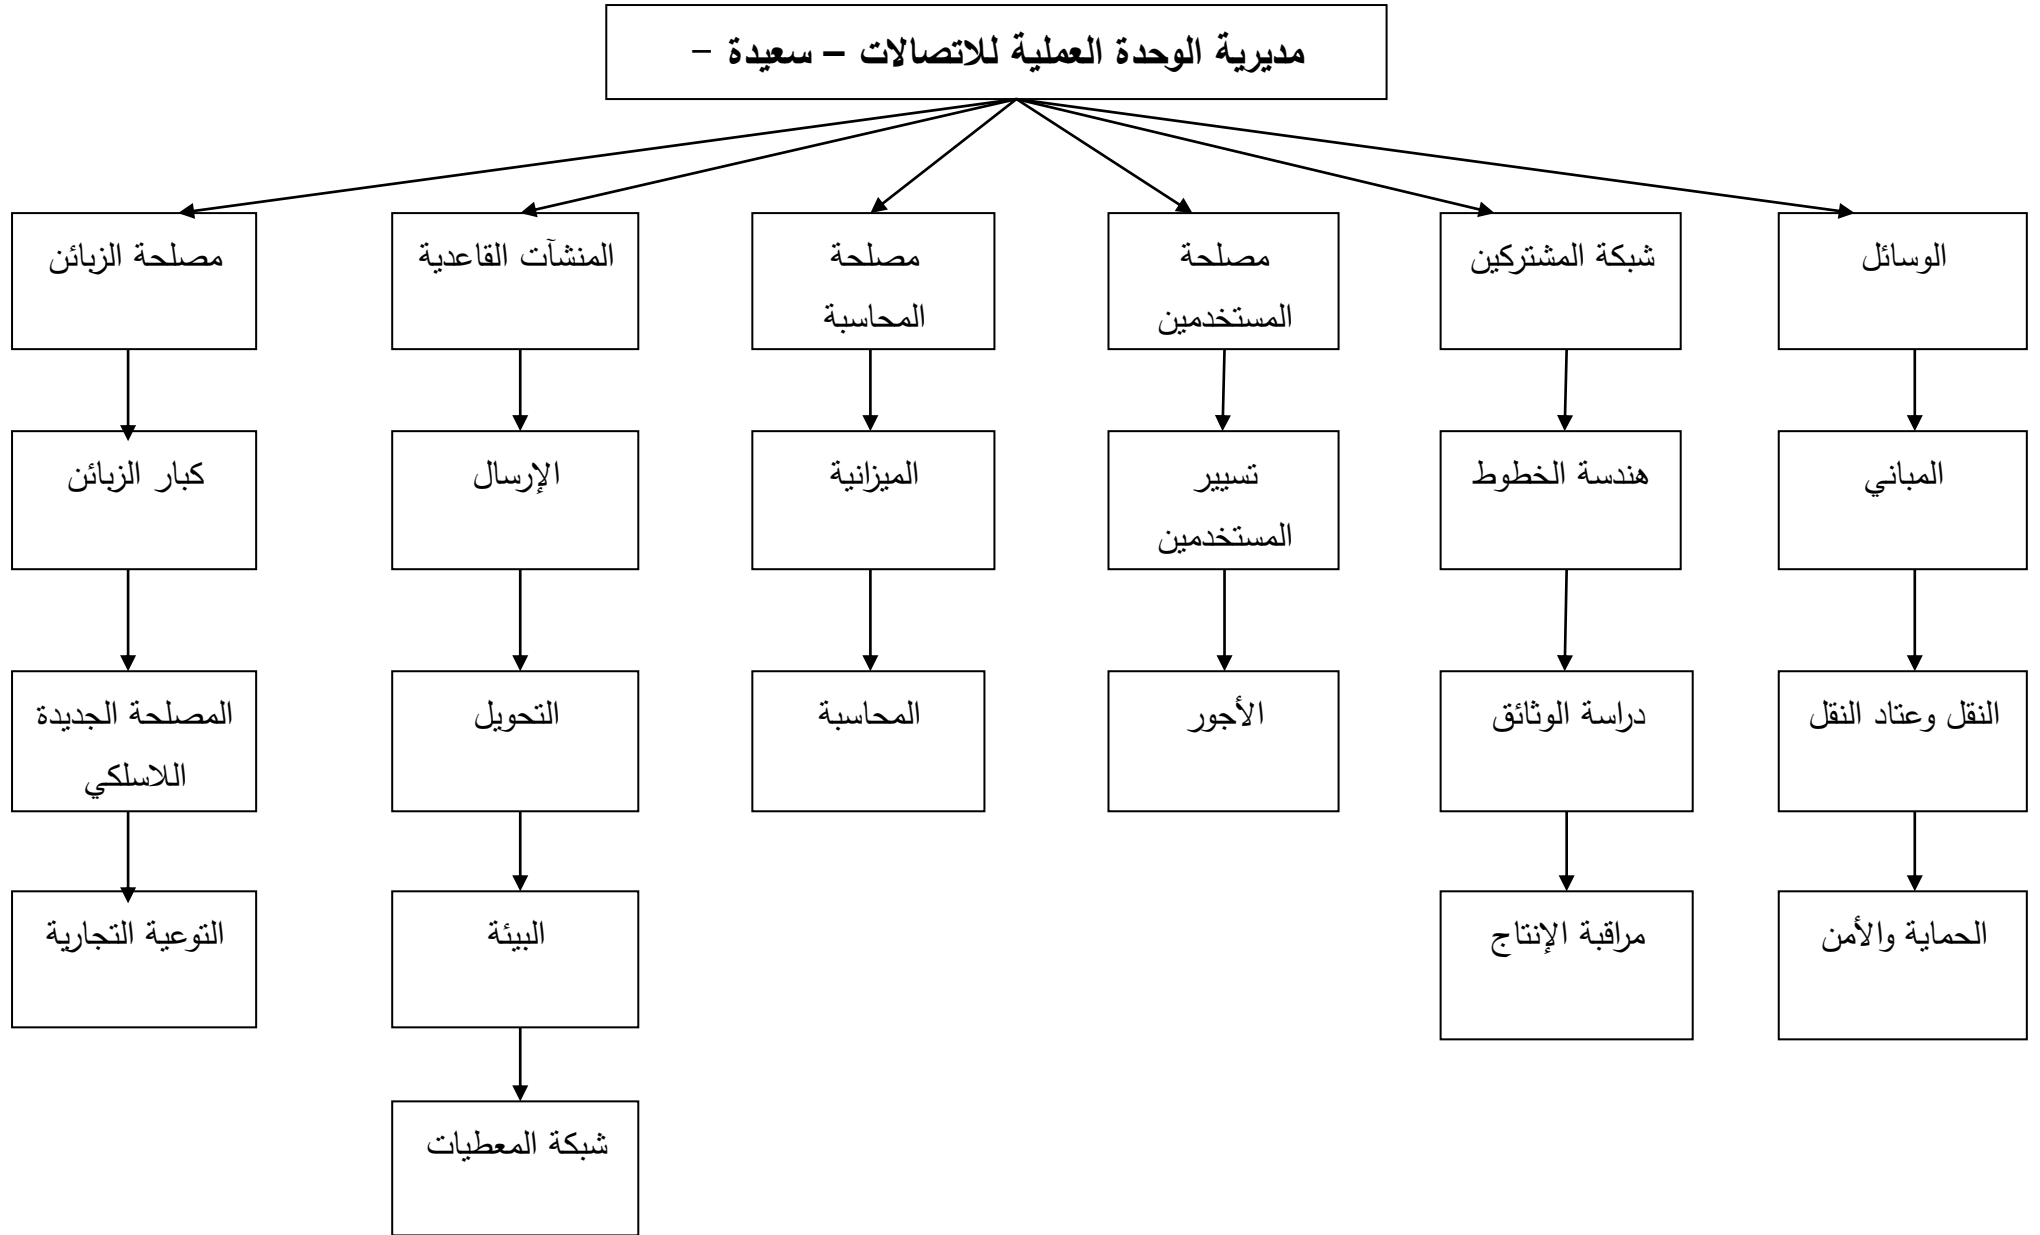 مديرية الوحدة العملية للاتصالات – سعيدة -
الوسائل
شبكة المشتركين
مصلحة
المستخدمين
مصلحة
المحاسبة
المنشآت القاعدية
مصلحة الزبائن
المباني
هندسة الخطوط
تسيير
المستخدمين
الميزانية
الإرسال
كبار الزبائن
النقل وعتاد النقل
دراسة الوثائق
الأجور
المحاسبة
التحويل
المصلحة الجديدة
اللاسلكي
الحماية والأمن
مراقبة الإنتاج
البيئة
التوعية التجارية
شبكة المعطيات